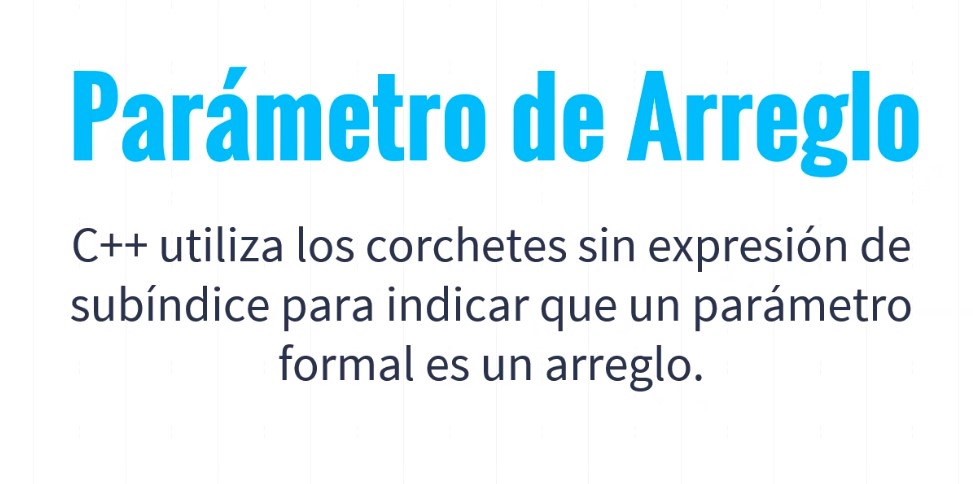 Parámetro de Arreglo
C++ utiliza los corchetes sin expresión de
subíndice para indicar que un parámetro
formal es un arreglo.